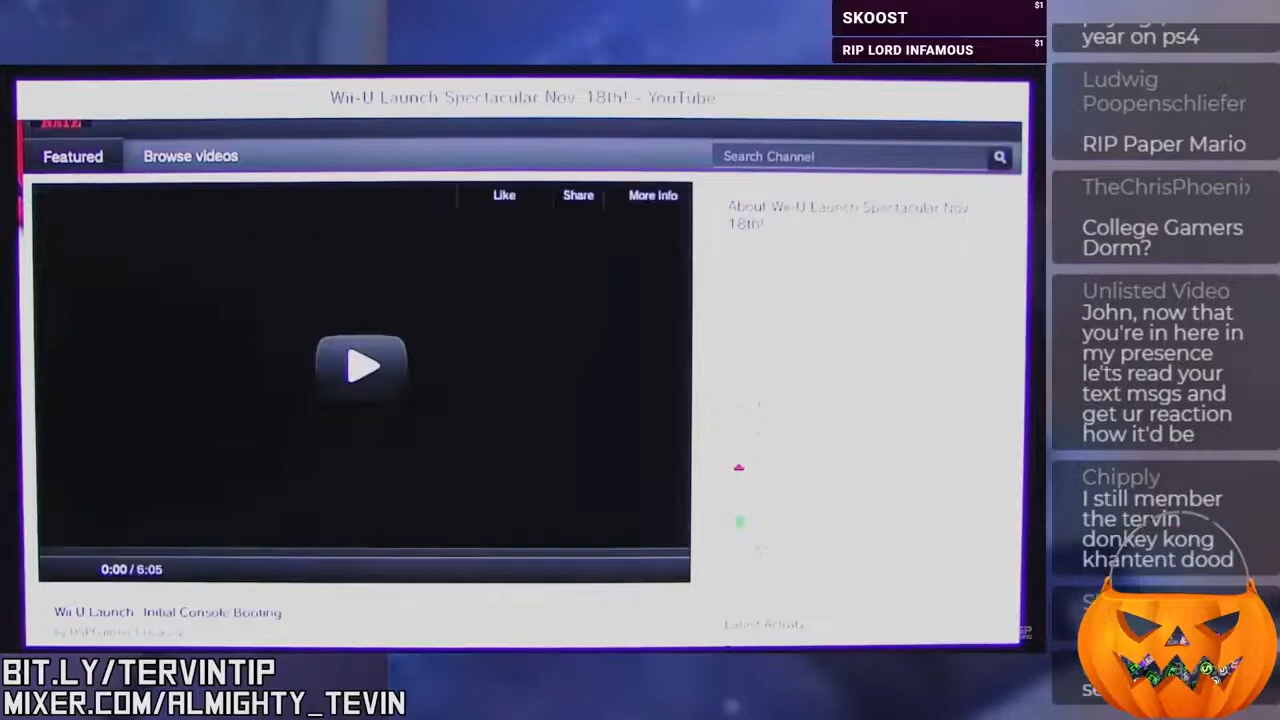 SKOOST
$1
RIP LORD INFAMOUS
$1
Wii-U Launch Spectacular Nov. 18th! - YouTube
Featured
Browse videos
Search Channel
Like
Share
More Info
0:00 / 6:05
Wii U Launch Initial Console Booting
About Wii-U Launch Spectacular Nov
18th!
Latest Activity
year on ps4
Ludwig
Poopenschliefer
RIP Paper Mario
TheChrisPhoenix
College Gamers
Dorm?
Unlisted Video
John, now that
you're in here in
my presence
le'ts read your
text msgs and
get ur reaction
how it'd be
Chipply
I still member
the tervin
donkey kong
khantent dood
BIT.LY/TERVINTIP
MIXER.COM/ALMIGHTY_TEVIN